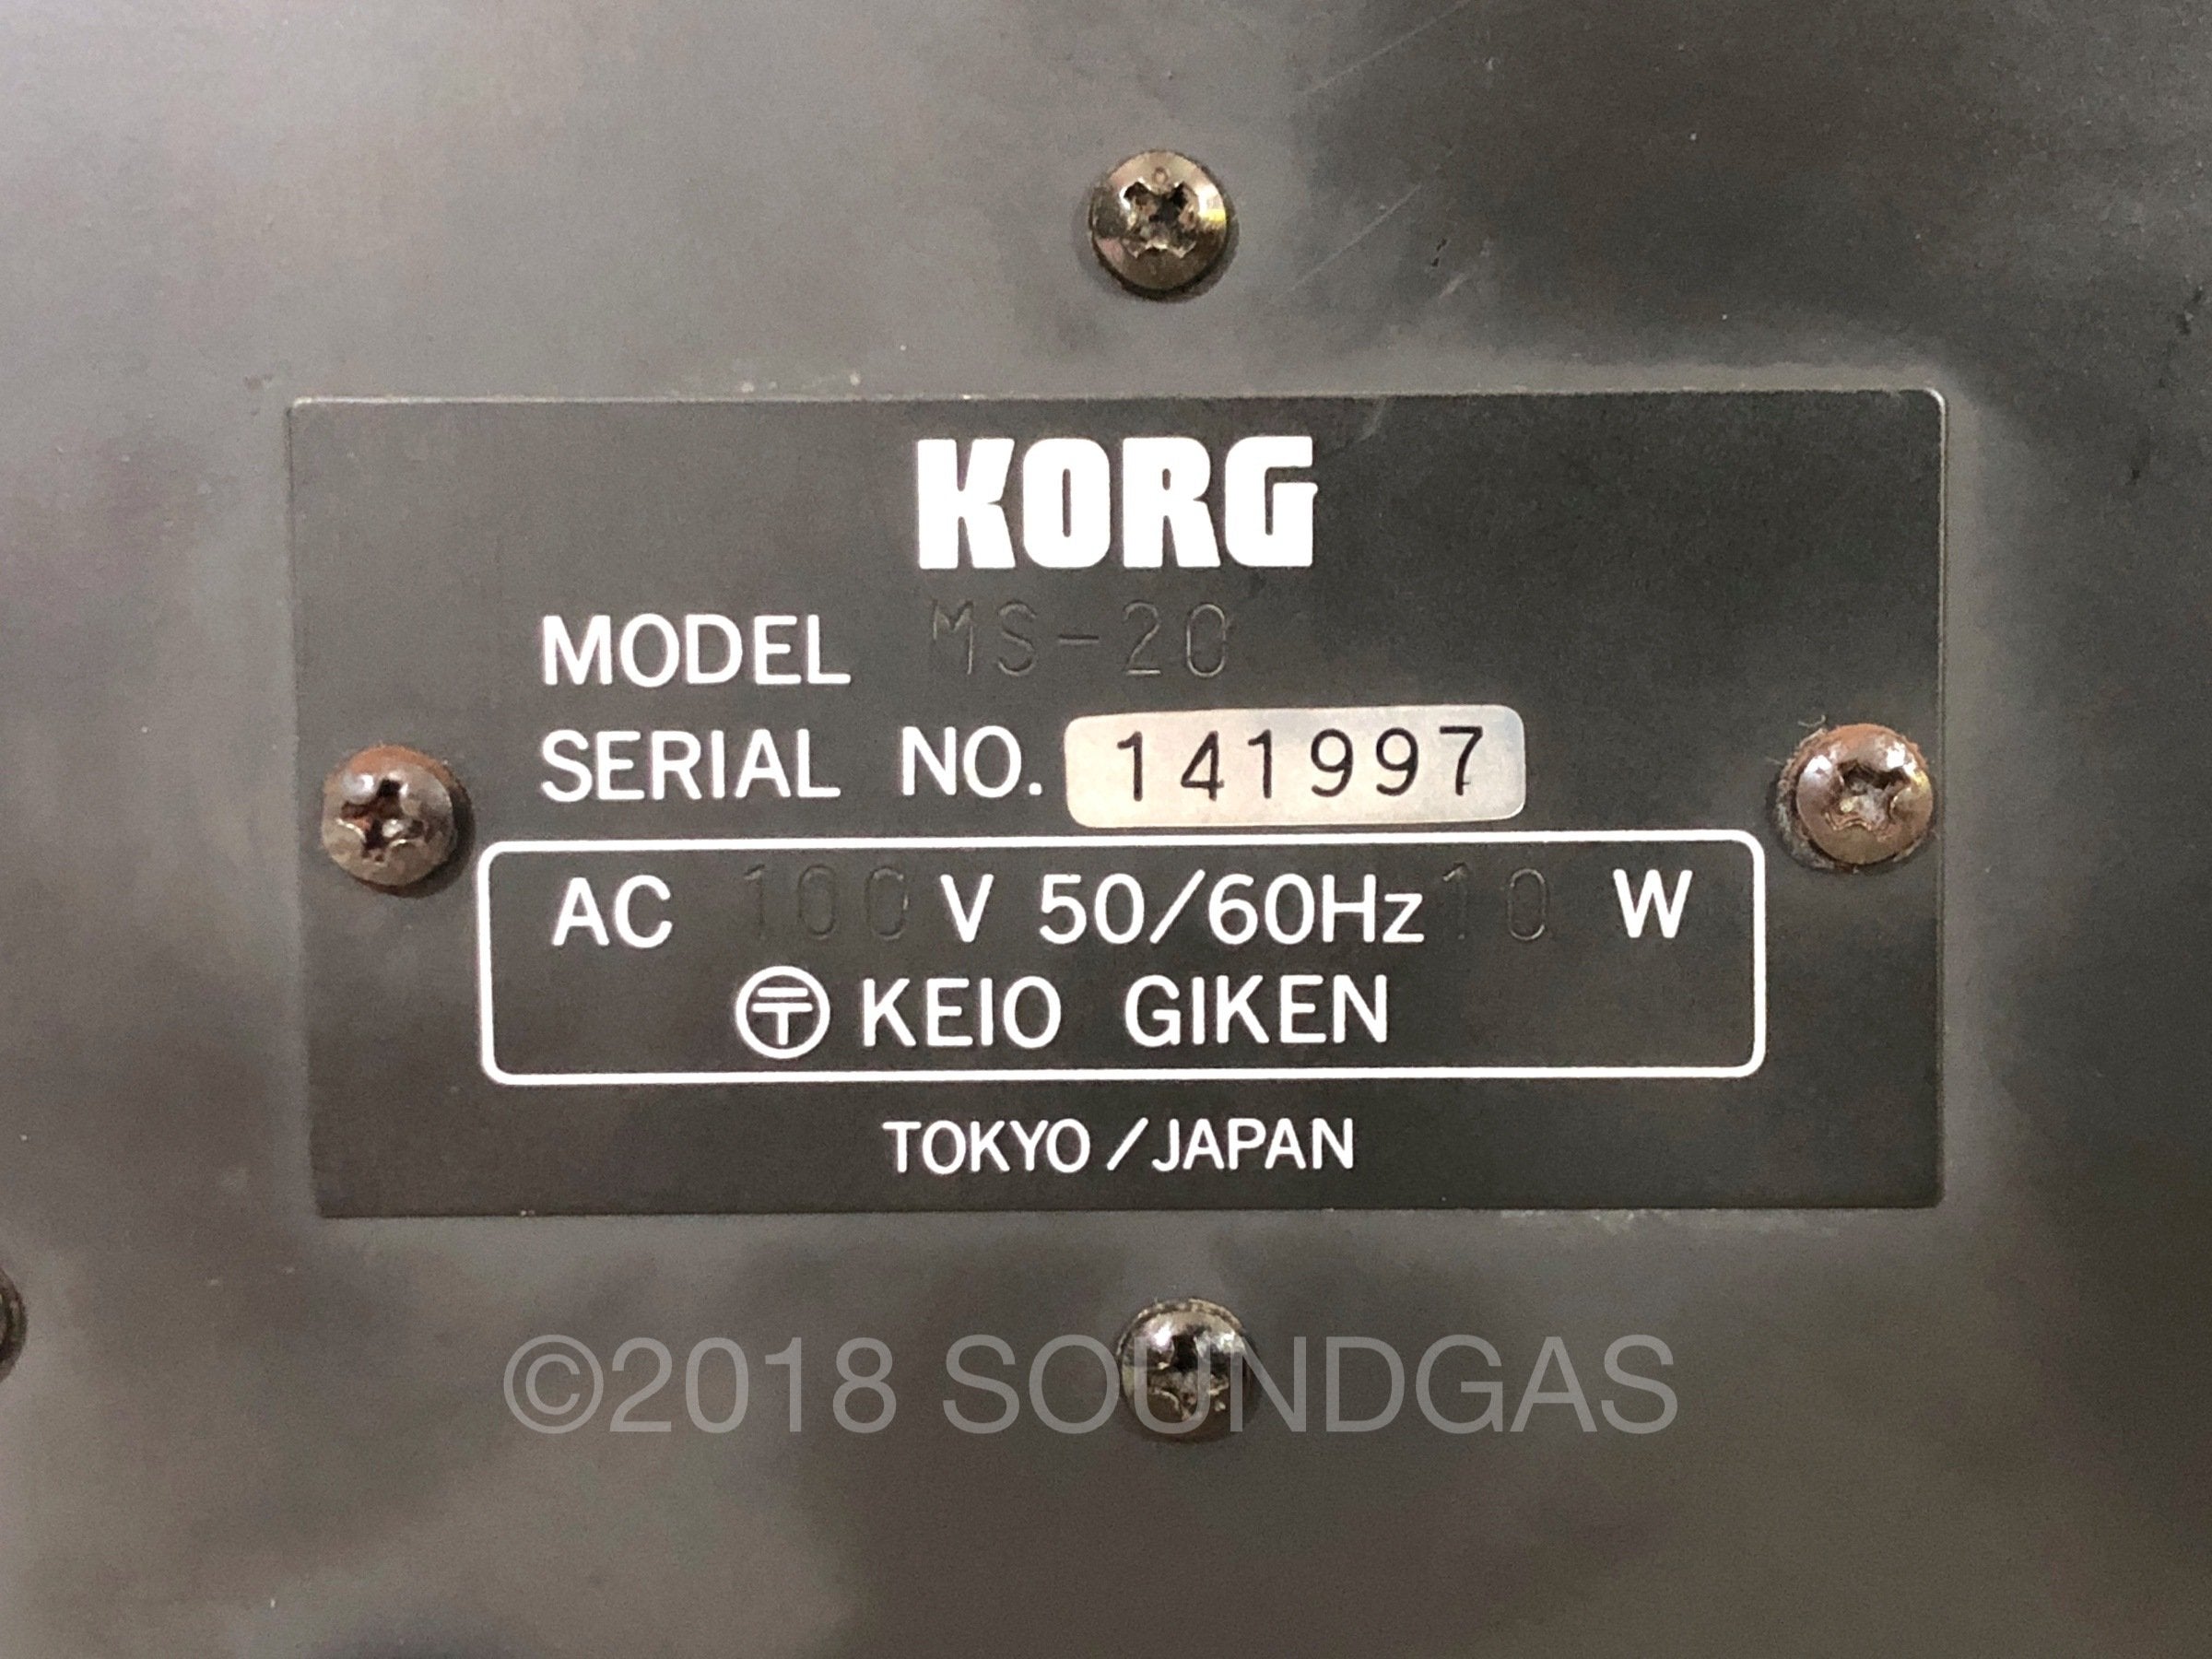 KORG
MODEL MS-20
SERIAL NO. 141997
AC 100 V 50/60Hz 10 W
〶 KEIO GIKEN
TOKYO/JAPAN
©2018 SOUNDGAS